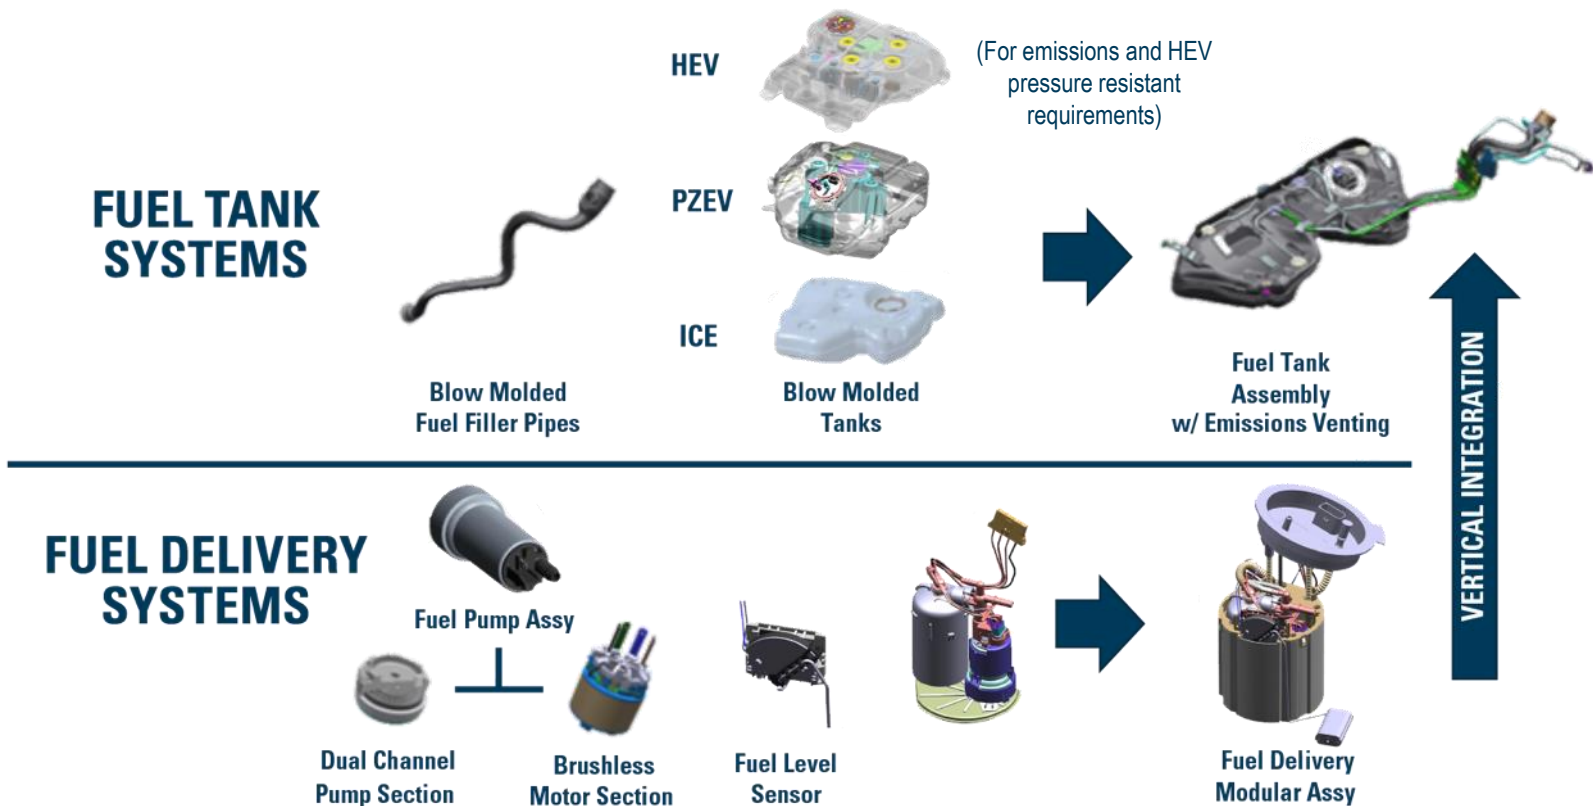 HEV
(For emissions and HEV
pressure resistant
requirements)
FUEL TANK
SYSTEMS
PZEV
ICE
Blow Molded
Fuel Filler Pipes
Blow Molded
Tanks
Fuel Tank
Assembly
w/ Emissions Venting
VERTICAL INTEGRATION
FUEL DELIVERY
SYSTEMS
Fuel Pump Assy
Dual Channel
Pump Section
Brushless
Motor Section
Fuel Level
Sensor
Fuel Delivery
Modular Assy